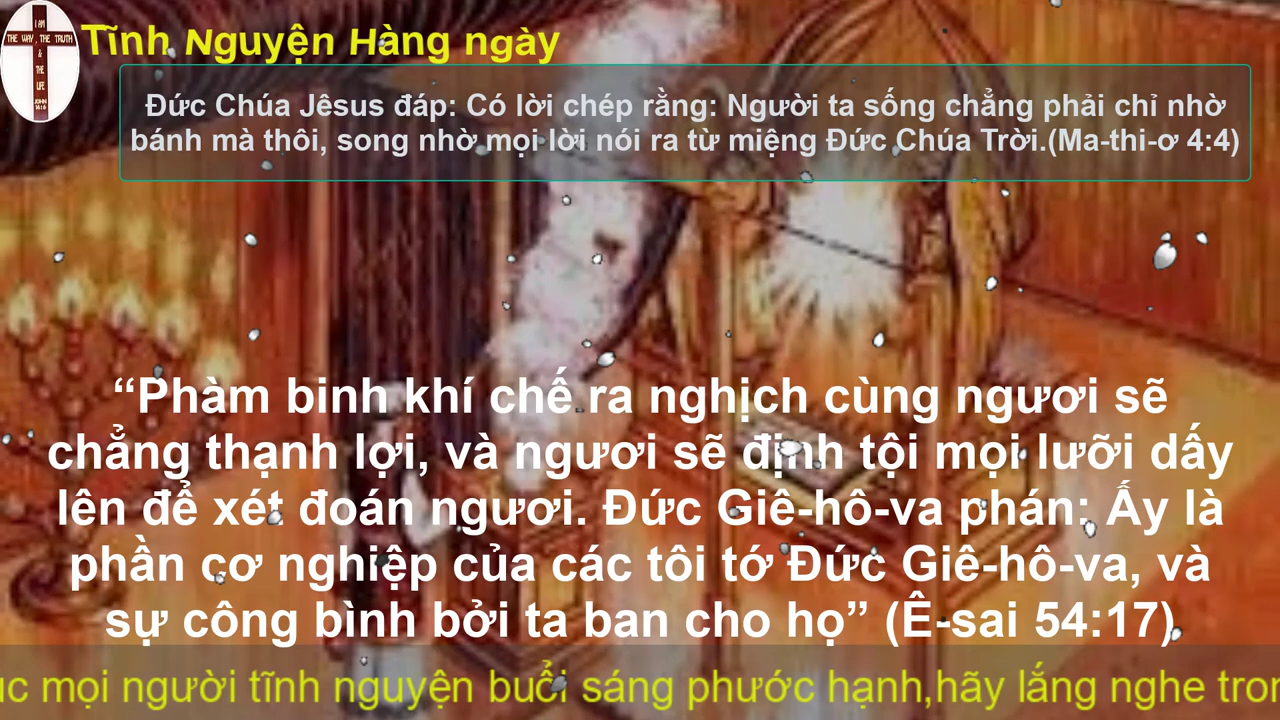 I AM
THE WAY, THE TRUTH
&
THE
LIFE
JOHN
14:6
Tĩnh Nguyện Hàng ngày
Đức Chúa Jêsus đáp: Có lời chép rằng: Người ta sống chẳng phải chỉ nhờ
bánh mà thôi, song nhờ mọi lời nói ra từ miệng Đức Chúa Trời.(Ma-thi-ơ 4:4)
“Phàm binh khí chế ra nghịch cùng ngươi sẽ
chẳng thạnh lợi, và ngươi sẽ định tội mọi lưỡi dấy
lên để xét đoán ngươi. Đức Giê-hô-va phán: Ấy là
phần cơ nghiệp của các tôi tớ Đức Giê-hô-va, và
sự công bình bởi ta ban cho họ” (Ê-sai 54:17)
mọi người tĩnh nguyện buổi sáng phước hạnh,hãy lắng nghe